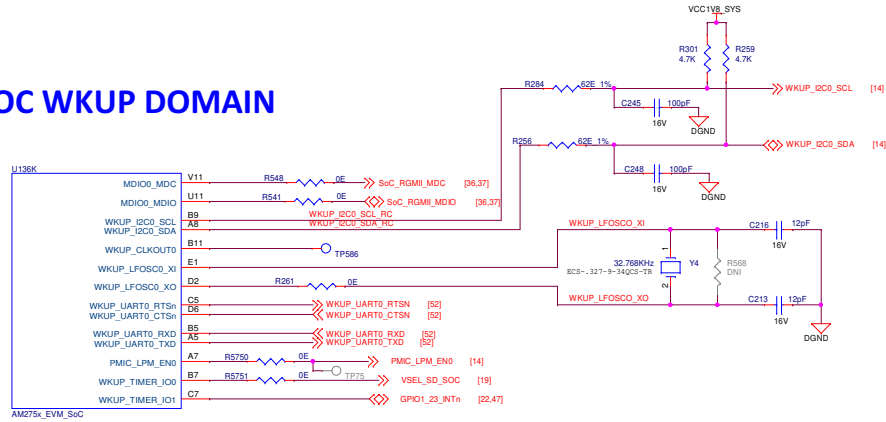 VCC1V8_SYS
R301
4.7K
R259
4.7K
OC WKUP DOMAIN
R284
62E_1%
WKUP_I2C0_SCL [14]
C245
100pF
16V
DGND
R256
62E_1%
WKUP_I2C0_SDA [14]
C248
100pF
16V
DGND
U136K
MDIO0_MDC
V11
R548
0E
SoC_RGMII_MDC [36,37]
MDIO0_MDIO
U11
R541
0E
SoC_RGMII_MDIO [36,37]
WKUP_I2C0_SCL
B9
WKUP_I2C0_SCL_RC
WKUP_I2C0_SDA
A8
WKUP_I2C0_SDA_RC
WKUP_CLKOUT0
B11
TP586
WKUP_LFOSC0_XI
E1
WKUP_LFOSCO_XI
C216
12pF
16V
32.768KHz
ECS-.327-9-34QCS-TR
1
2
Y4
R568
DNI
WKUP_LFOSC0_XO
D2
R261
0E
WKUP_LFOSCO_XO
C213
12pF
16V
DGND
WKUP_UART0_RTSn
C5
WKUP_UART0_RTSN [52]
WKUP_UART0_CTSn
D6
WKUP_UART0_CTSN [52]
WKUP_UART0_RXD
B5
WKUP_UART0_RXD [52]
WKUP_UART0_TXD
A5
WKUP_UART0_TXD [52]
PMIC_LPM_EN0
A7
R5750
0E
PMIC_LPM_EN0 [14]
TP75
WKUP_TIMER_IO0
B7
R5751
0E
VSEL_SD_SOC [19]
WKUP_TIMER_IO1
C7
GPIO1_23_INTn [22,47]
AM275x_EVM_SoC